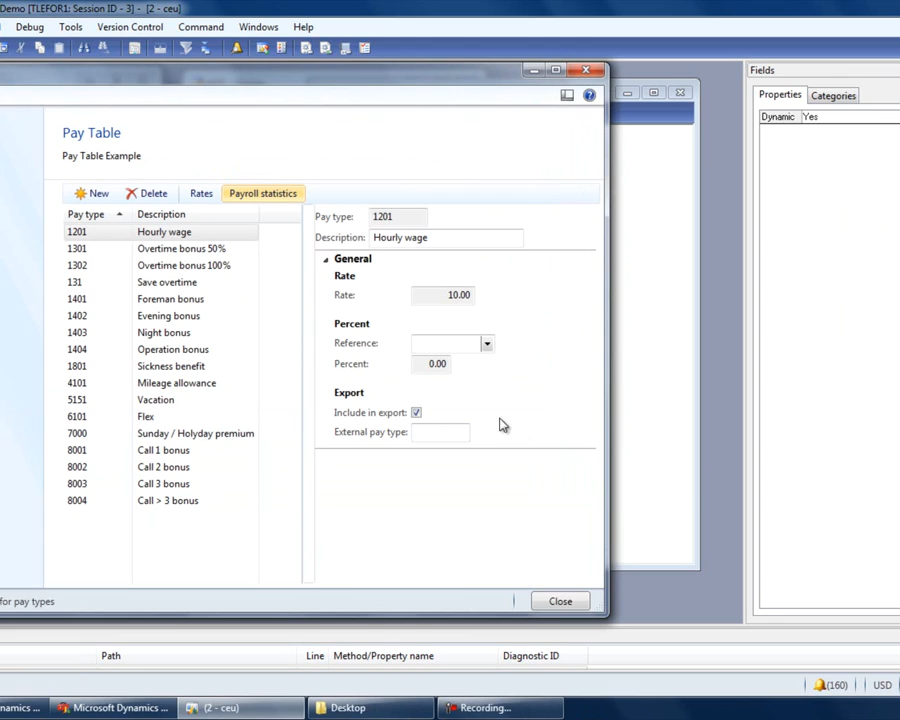 Demo [TLEFOR1: Session ID - 3] - [2 - ceu]
Debug Tools Version Control Command Windows Help
Fields
Properties Categories
Dynamic Yes
Pay Table
Pay Table Example
New Delete Rates Payroll statistics
Pay type Description
1201 Hourly wage
1301 Overtime bonus 50%
1302 Overtime bonus 100%
131 Save overtime
1401 Foreman bonus
1402 Evening bonus
1403 Night bonus
1404 Operation bonus
1801 Sickness benefit
4101 Mileage allowance
5151 Vacation
6101 Flex
7000 Sunday / Holyday premium
8001 Call 1 bonus
8002 Call 2 bonus
8003 Call 3 bonus
8004 Call > 3 bonus
Pay type: 1201
Description: Hourly wage
General
Rate
Rate: 10.00
Percent
Reference:
Percent: 0.00
Export
Include in export:
External pay type:
for pay types
Close
Path Line Method/Property name Diagnostic ID
(160) USD
ynamics ... Microsoft Dynamics ... (2 - ceu) Desktop Recording...